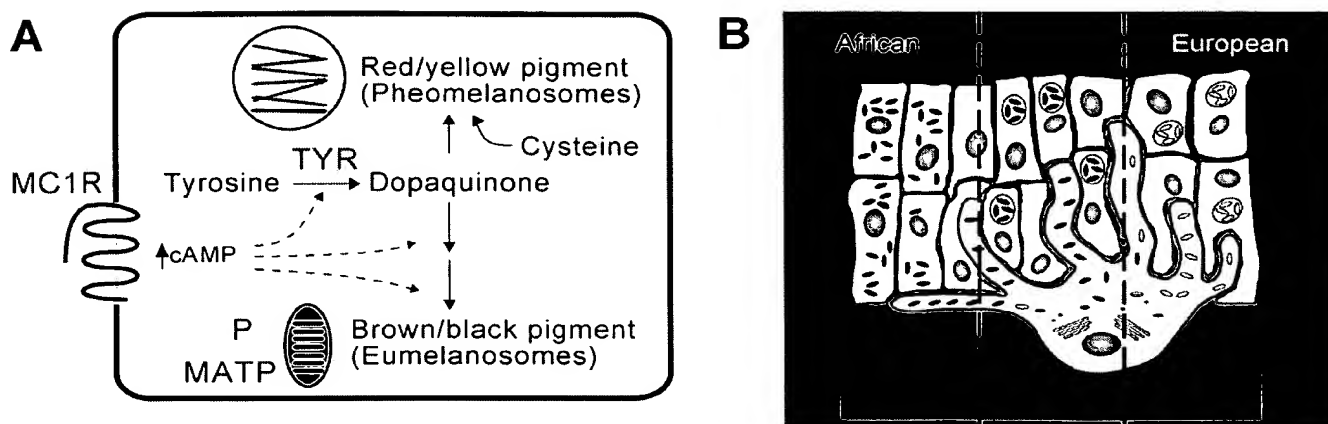 A
Red/yellow pigment
(Pheomelanosomes)
Cysteine
TYR
MC1R
Tyrosine
Dopaquinone
cAMP
P
MATP
Brown/black pigment
(Eumelanosomes)
B
African
European